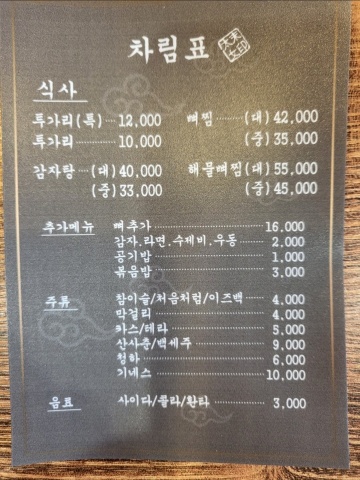 차림표
식사
뚝가리(특) 12,000
뚝가리 10,000
감자탕 (대) 40,000
(중) 33,000
뼈찜 (대) 42,000
(중) 35,000
해물뼈찜 (대) 55,000
(중) 45,000
추가메뉴
뼈추가 16,000
감자.라면.수제비.우동 2,000
공기밥 1,000
볶음밥 3,000
주류
참이슬/처음처럼/이즈백 4,000
막걸리 4,000
카스/테라 5,000
산사춘/백세주 9,000
청하 6,000
기네스 10,000
음료
사이다/콜라/환타 3,000